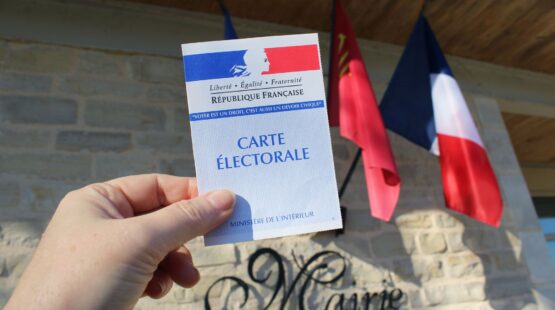 Liberté • Égalité • Fraternité
RÉPUBLIQUE FRANÇAISE
"VOTER EST UN DROIT, C'EST AUSSI UN DEVOIR CIVIQUE"
CARTE
ÉLECTORALE
MINISTÈRE DE L'INTÉRIEUR
Mairie